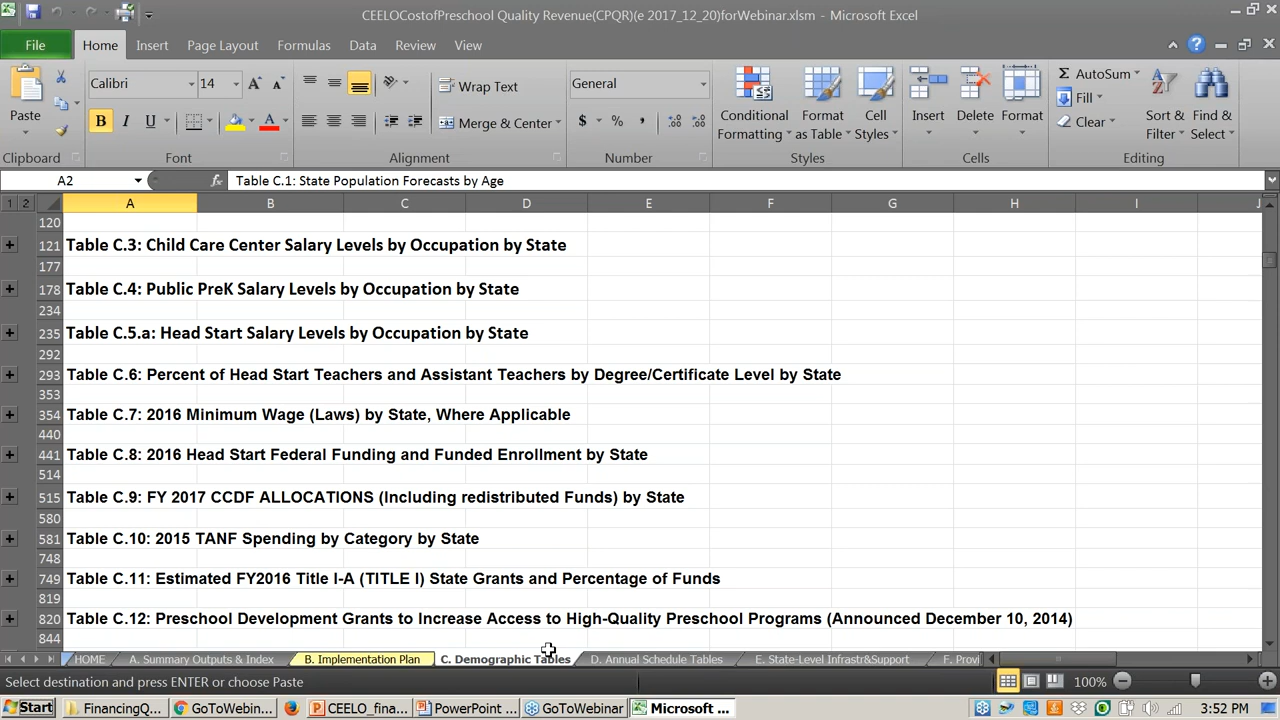 CEELOCostofPreschool Quality Revenue(CPQR)(e 2017_12_20)forWebinar.xlsm - Microsoft Excel
File Home Insert Page Layout Formulas Data Review View
Calibri 14 Wrap Text General AutoSum
Paste Fill
B I U Merge & Center $ % , Conditional Formatting Format as Table Cell Styles Insert Delete Format Clear Sort & Filter Find & Select
Clipboard Font Alignment Number Styles Cells Editing
A2 fx Table C.1: State Population Forecasts by Age
1 2 A B C D E F G H I J
120
121 Table C.3: Child Care Center Salary Levels by Occupation by State
177
178 Table C.4: Public PreK Salary Levels by Occupation by State
234
235 Table C.5.a: Head Start Salary Levels by Occupation by State
292
293 Table C.6: Percent of Head Start Teachers and Assistant Teachers by Degree/Certificate Level by State
353
354 Table C.7: 2016 Minimum Wage (Laws) by State, Where Applicable
440
441 Table C.8: 2016 Head Start Federal Funding and Funded Enrollment by State
514
515 Table C.9: FY 2017 CCDF ALLOCATIONS (Including redistributed Funds) by State
580
581 Table C.10: 2015 TANF Spending by Category by State
748
749 Table C.11: Estimated FY2016 Title I-A (TITLE I) State Grants and Percentage of Funds
819
820 Table C.12: Preschool Development Grants to Increase Access to High-Quality Preschool Programs (Announced December 10, 2014)
844
HOME A. Summary Outputs & Index B. Implementation Plan C. Demographic Tables D. Annual Schedule Tables E. State-Level Infrastr&Support F. Provi
Select destination and press ENTER or choose Paste 100%
Start FinancingQ... GoToWebin... CEELO_fina... PowerPoint ... GoToWebinar Microsoft ... 3:52 PM